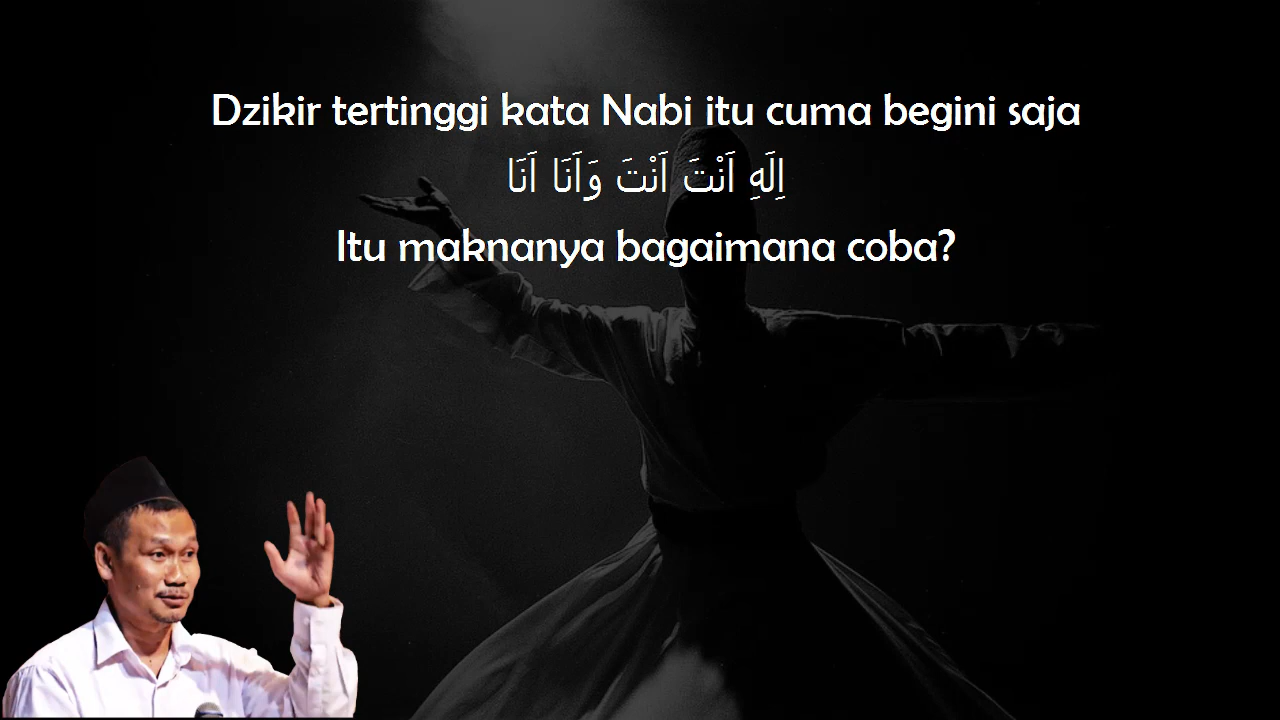 Dzikir tertinggi kata Nabi itu cuma begini saja
اِلَهِ اَنْتَ اَنْتَ وَاَنَا اَنَا
Itu maknanya bagaimana coba?